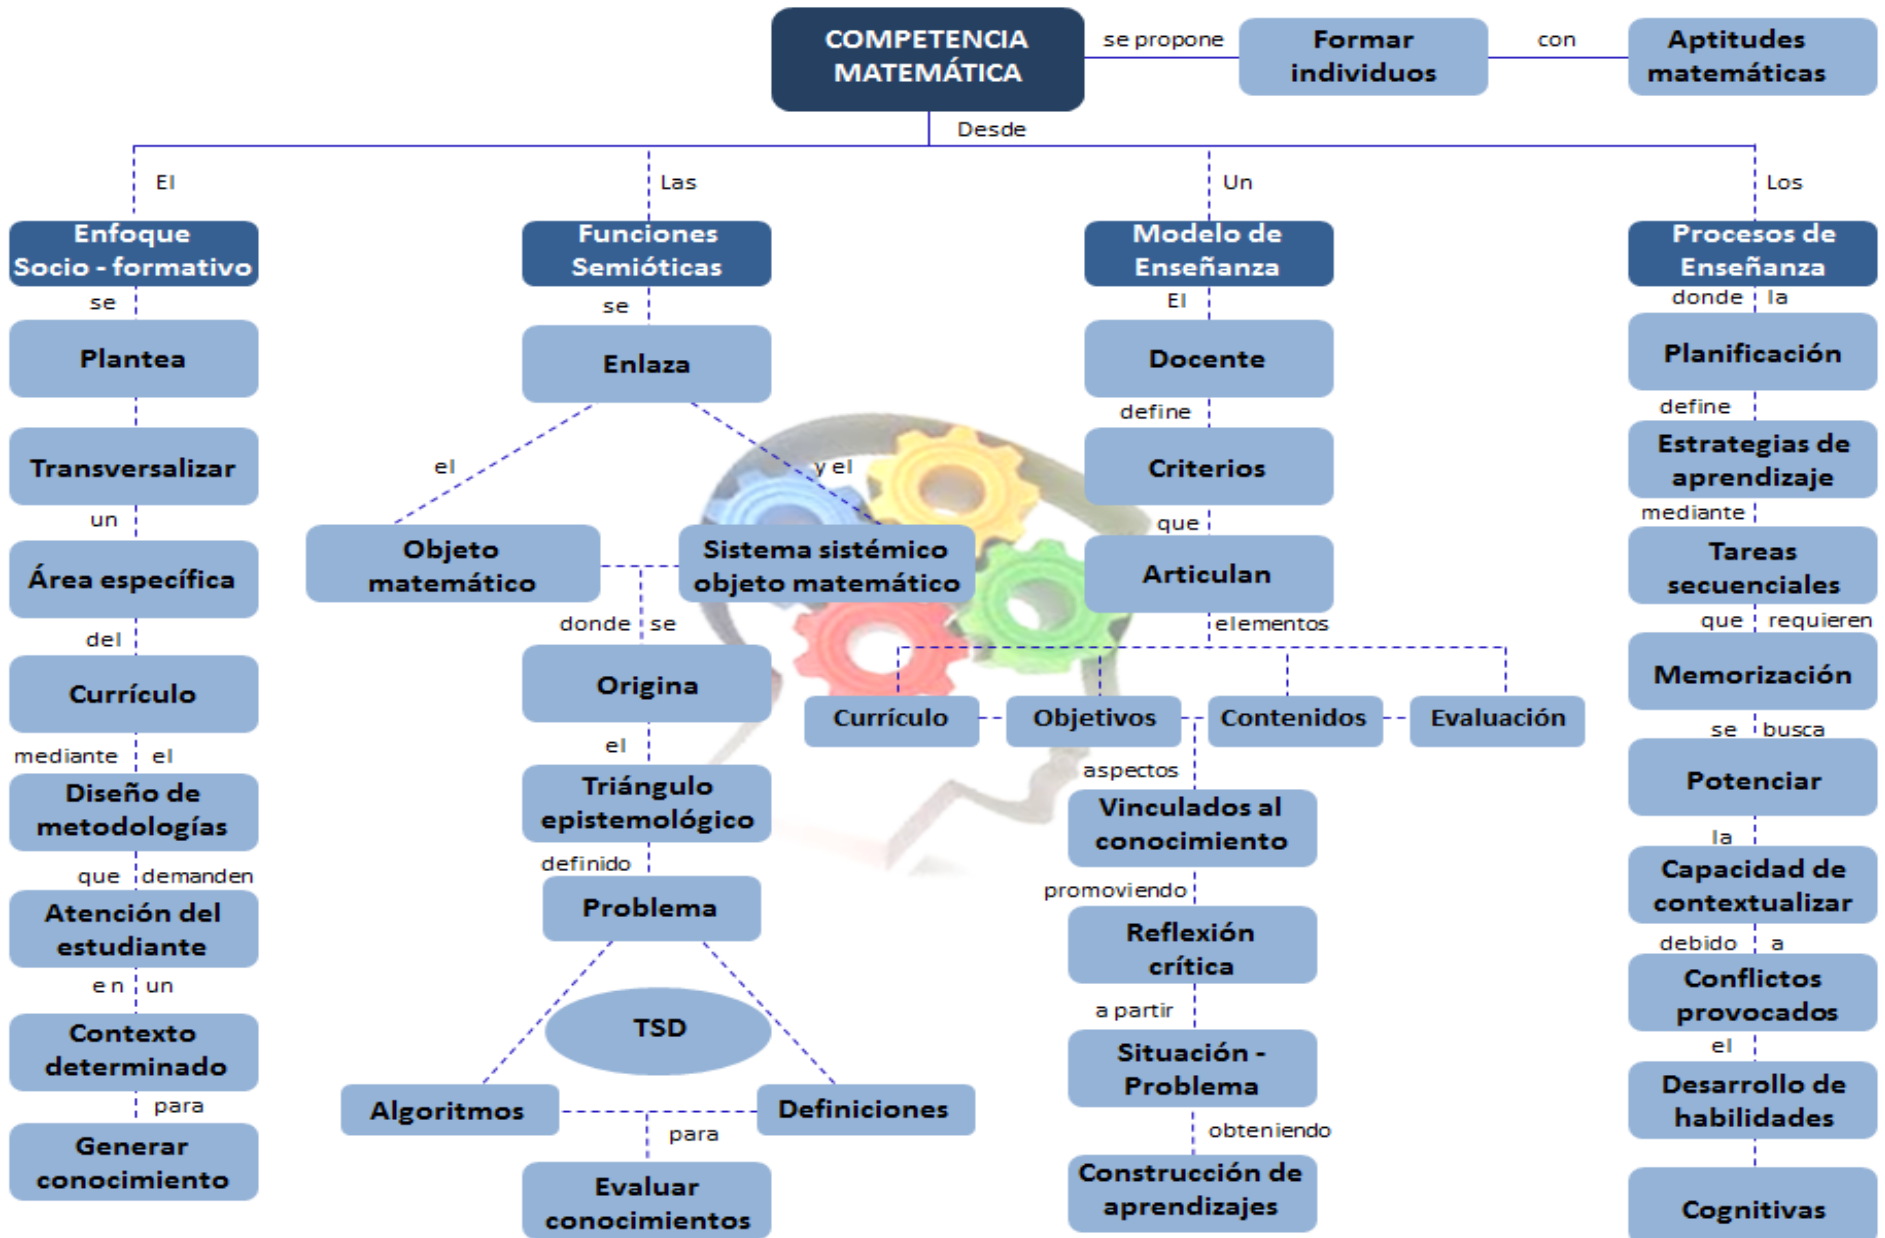 COMPETENCIA
MATEMÁTICA
se propone
Formar
individuos
con
Aptitudes
matemáticas
Desde
El
Enfoque
Socio - formativo
se
Plantea
Transversalizar
un
Área específica
del
Currículo
mediante el
Diseño de
metodologías
que demanden
Atención del
estudiante
en un
Contexto
determinado
para
Generar
conocimiento
Las
Funciones
Semióticas
se
Enlaza
el
y el
Objeto
matemático
Sistema sistémico
objeto matemático
donde se
Origina
el
Triángulo
epistemológico
definido
Problema
TSD
Algoritmos
Definiciones
para
Evaluar
conocimientos
Un
Modelo de
Enseñanza
El
Docente
define
Criterios
que
Articulan
elementos
Currículo
Objetivos
Contenidos
Evaluación
aspectos
Vinculados al
conocimiento
promoviendo
Reflexión
crítica
a partir
Situación -
Problema
obteniendo
Construcción de
aprendizajes
Los
Procesos de
Enseñanza
donde la
Planificación
define
Estrategias de
aprendizaje
mediante
Tareas
secuenciales
que requieren
Memorización
se busca
Potenciar
la
Capacidad de
contextualizar
debido a
Conflictos
provocados
el
Desarrollo de
habilidades
Cognitivas